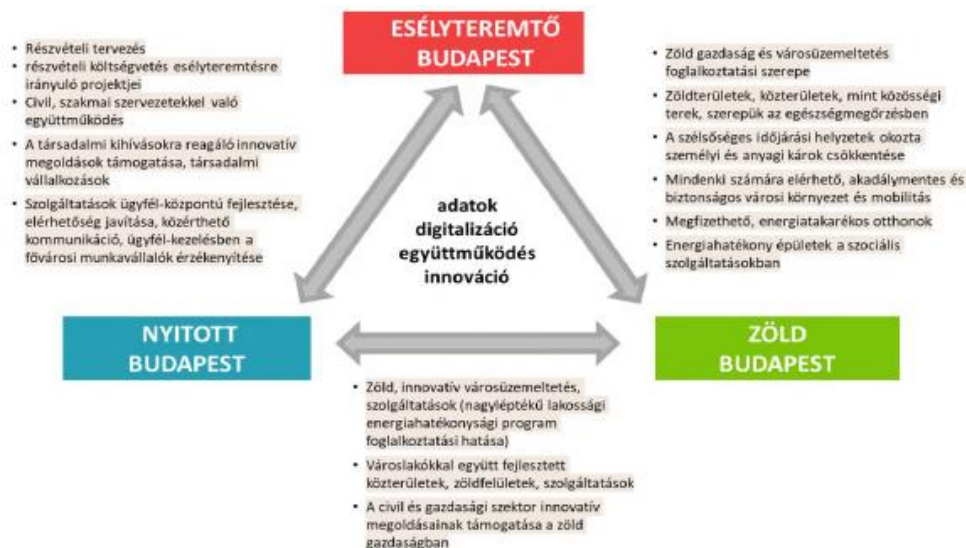 ESÉLYTEREMTŐ
BUDAPEST
• Részvételi tervezés
• részvételi költségvetés esélyteremtésre
irányuló projektjei
• Civil, szakmai szervezetekkel való
együttműködés
• A társadalmi kihívásokra reagáló innovatív
megoldások támogatása, társadalmi
vállalkozások
• Szolgáltatások ügyfél-központú fejlesztése,
elérhetőség javítása, közérthető
kommunikáció, ügyfél-kezelésben a
fővárosi munkavállalók érzékenyítése
• Zöld gazdaság és városüzemeltetés
foglalkoztatási szerepe
• Zöldterületek, közterületek, mint közösségi
terek, szerepük az egészségmegőrzésben
• A szélsőséges időjárási helyzetek okozta
személyi és anyagi károk csökkentése
• Mindenki számára elérhető, akadálymentes és
biztonságos városi környezet és mobilitás
• Megfizethető, energiatakarékos otthonok
• Energiahatékony épületek a szociális
szolgáltatásokban
adatok
digitalizáció
együttműködés
innováció
NYITOTT
BUDAPEST
ZÖLD
BUDAPEST
• Zöld, innovatív városüzemeltetés,
szolgáltatások (nagyléptékű lakossági
energiahatékonysági program
foglalkoztatási hatása)
• Városlakókkal együtt fejlesztett
közterületek, zöldfelületek, szolgáltatások
• A civil és gazdasági szektor innovatív
megoldásainak támogatása a zöld
gazdaságban